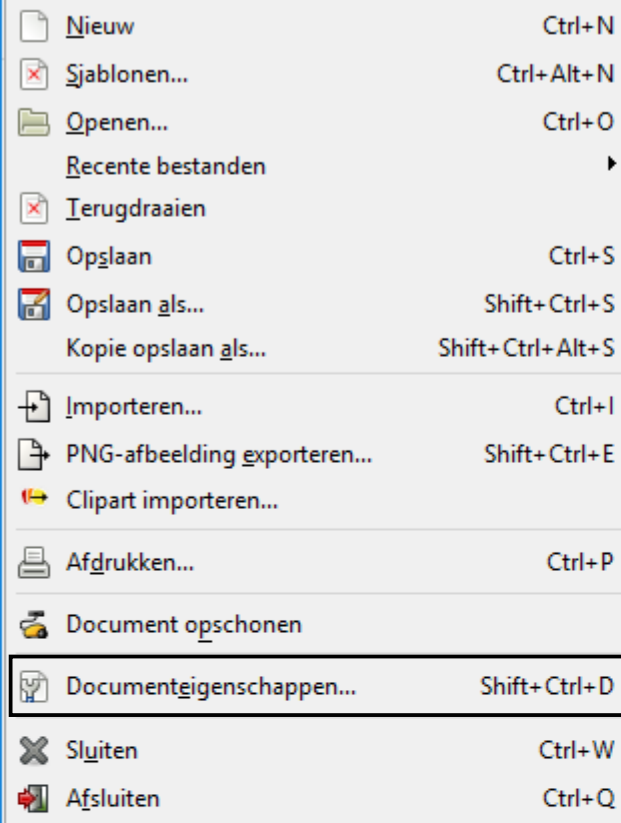 Nieuw Ctrl+N
Sjablonen... Ctrl+Alt+N
Openen... Ctrl+O
Recente bestanden
Terugdraaien
Opslaan Ctrl+S
Opslaan als... Shift+Ctrl+S
Kopie opslaan als... Shift+Ctrl+Alt+S
Importeren... Ctrl+I
PNG-afbeelding exporteren... Shift+Ctrl+E
Clipart importeren...
Afdrukken... Ctrl+P
Document opschonen
Documenteigenschappen... Shift+Ctrl+D
Sluiten Ctrl+W
Afsluiten Ctrl+Q